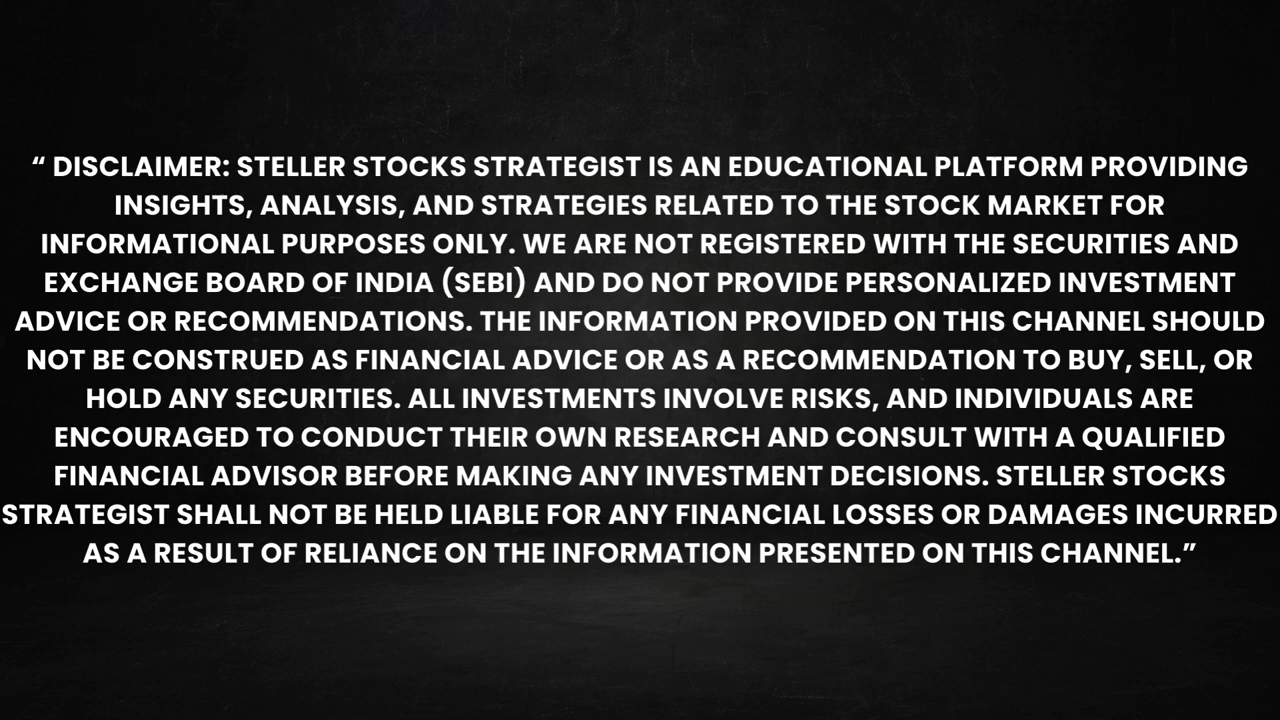 “ DISCLAIMER: STELLER STOCKS STRATEGIST IS AN EDUCATIONAL PLATFORM PROVIDING
INSIGHTS, ANALYSIS, AND STRATEGIES RELATED TO THE STOCK MARKET FOR
INFORMATIONAL PURPOSES ONLY. WE ARE NOT REGISTERED WITH THE SECURITIES AND
EXCHANGE BOARD OF INDIA (SEBI) AND DO NOT PROVIDE PERSONALIZED INVESTMENT
ADVICE OR RECOMMENDATIONS. THE INFORMATION PROVIDED ON THIS CHANNEL SHOULD
NOT BE CONSTRUED AS FINANCIAL ADVICE OR AS A RECOMMENDATION TO BUY, SELL, OR
HOLD ANY SECURITIES. ALL INVESTMENTS INVOLVE RISKS, AND INDIVIDUALS ARE
ENCOURAGED TO CONDUCT THEIR OWN RESEARCH AND CONSULT WITH A QUALIFIED
FINANCIAL ADVISOR BEFORE MAKING ANY INVESTMENT DECISIONS. STELLER STOCKS
STRATEGIST SHALL NOT BE HELD LIABLE FOR ANY FINANCIAL LOSSES OR DAMAGES INCURRED
AS A RESULT OF RELIANCE ON THE INFORMATION PRESENTED ON THIS CHANNEL.”